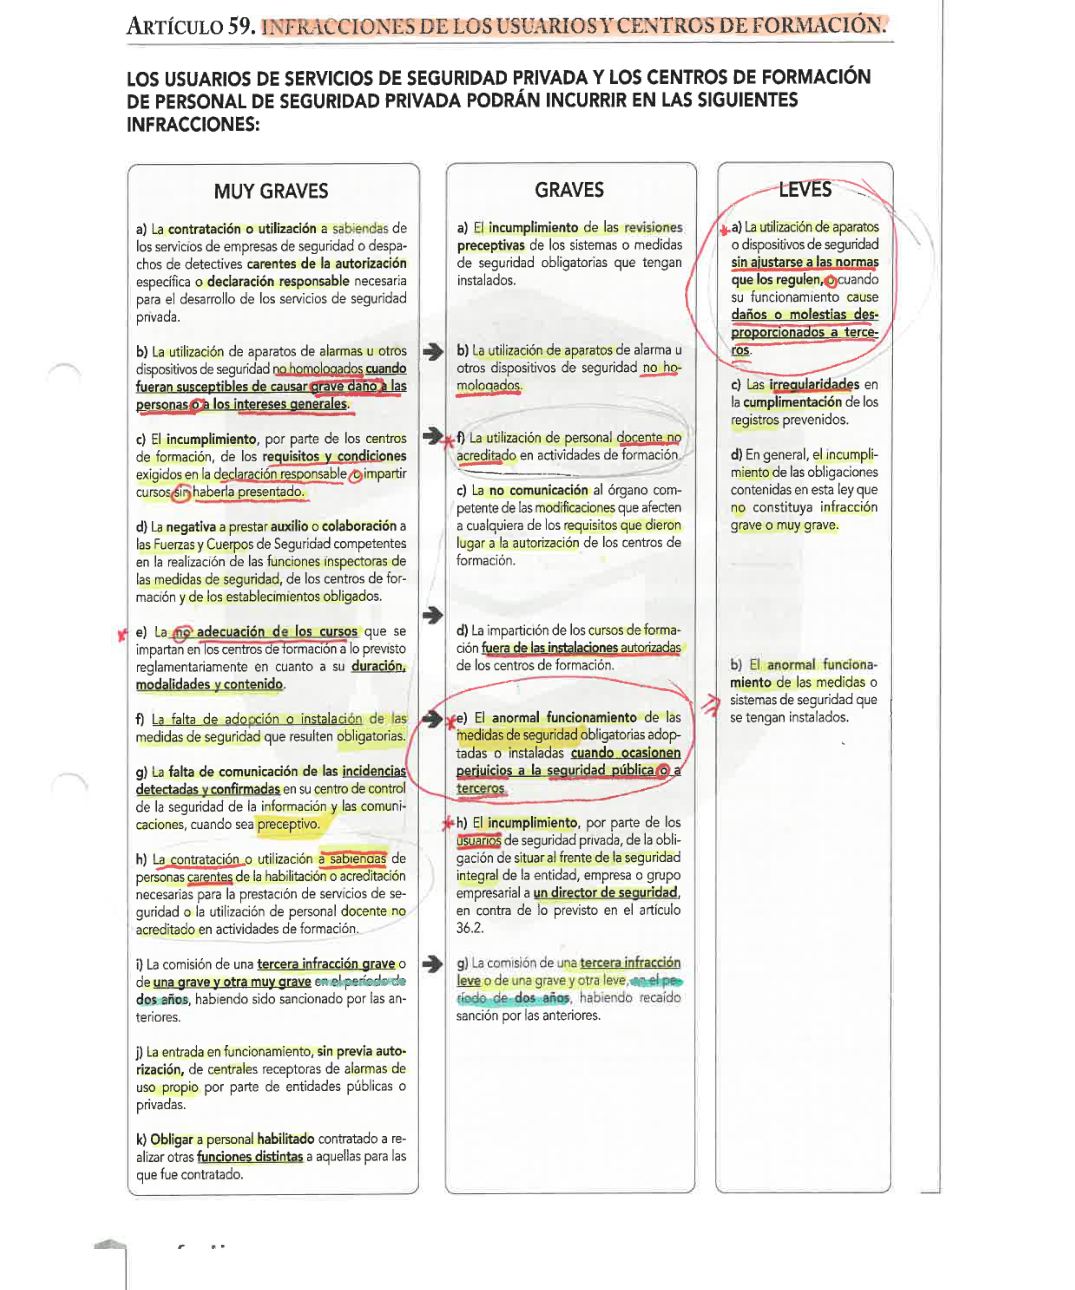 ARTÍCULO 59. INFRACCIONES DE LOS USUARIOS Y CENTROS DE FORMACIÓN.
LOS USUARIOS DE SERVICIOS DE SEGURIDAD PRIVADA Y LOS CENTROS DE FORMACIÓN
DE PERSONAL DE SEGURIDAD PRIVADA PODRÁN INCURRIR EN LAS SIGUIENTES
INFRACCIONES:
MUY GRAVES
a) La contratación o utilización a sabiendas de
los servicios de empresas de seguridad o despa-
chos de detectives carentes de la autorización
específica o declaración responsable necesaria
para el desarrollo de los servicios de seguridad
privada.
b) La utilización de aparatos de alarmas u otros
dispositivos de seguridad no homologados cuando
fueran susceptibles de causar grave daño a las
personas o a los intereses generales.
c) El incumplimiento, por parte de los centros
de formación, de los requisitos y condiciones
exigidos en la declaración responsable o impartir
cursos sin haberla presentado.
d) La negativa a prestar auxilio o colaboración a
las Fuerzas y Cuerpos de Seguridad competentes
en la realización de las funciones inspectoras de
las medidas de seguridad, de los centros de for-
mación y de los establecimientos obligados.
e) La no adecuación de los cursos que se
impartan en los centros de formación a lo previsto
reglamentariamente en cuanto a su duración,
modalidades y contenido.
f) La falta de adopción o instalación de las
medidas de seguridad que resulten obligatorias.
g) La falta de comunicación de las incidencias
detectadas y confirmadas en su centro de control
de la seguridad de la información y las comuni-
caciones, cuando sea preceptivo.
h) La contratación o utilización a sabiendas de
personas carentes de la habilitación o acreditación
necesarias para la prestación de servicios de se-
guridad o la utilización de personal docente no
acreditado en actividades de formación.
i) La comisión de una tercera infracción grave o
de una grave y otra muy grave en el período de
dos años, habiendo sido sancionado por las an-
teriores.
j) La entrada en funcionamiento, sin previa auto-
rización, de centrales receptoras de alarmas de
uso propio por parte de entidades públicas o
privadas.
k) Obligar a personal habilitado contratado a re-
alizar otras funciones distintas a aquellas para las
que fue contratado.
GRAVES
a) El incumplimiento de las revisiones
preceptivas de los sistemas o medidas
de seguridad obligatorias que tengan
instalados.
b) La utilización de aparatos de alarma u
otros dispositivos de seguridad no ho-
mologados.
f) La utilización de personal docente no
acreditado en actividades de formación
c) La no comunicación al órgano com-
petente de las modificaciones que afecten
a cualquiera de los requisitos que dieron
lugar a la autorización de los centros de
formación.
d) La impartición de los cursos de forma-
ción fuera de las instalaciones autorizadas
de los centros de formación.
e) El anormal funcionamiento de las
medidas de seguridad obligatorias adop-
tadas o instaladas cuando ocasionen
perjuicios a la seguridad pública o a
terceros.
h) El incumplimiento, por parte de los
usuarios de seguridad privada, de la obli-
gación de situar al frente de la seguridad
integral de la entidad, empresa o grupo
empresarial a un director de seguridad,
en contra de lo previsto en el artículo
36.2.
g) La comisión de una tercera infracción
leve o de una grave y otra leve, en el pe-
ríodo de dos años, habiendo recaído
sanción por las anteriores.
LEVES
a) La utilización de aparatos
o dispositivos de seguridad
sin ajustarse a las normas
que los regulen, o cuando
su funcionamiento cause
daños o molestias des-
proporcionados a terce-
ros.
c) Las irregularidades en
la cumplimentación de los
registros prevenidos.
d) En general, el incumpli-
miento de las obligaciones
contenidas en esta ley que
no constituya infracción
grave o muy grave.
b) El anormal funciona-
miento de las medidas o
sistemas de seguridad que
se tengan instalados.